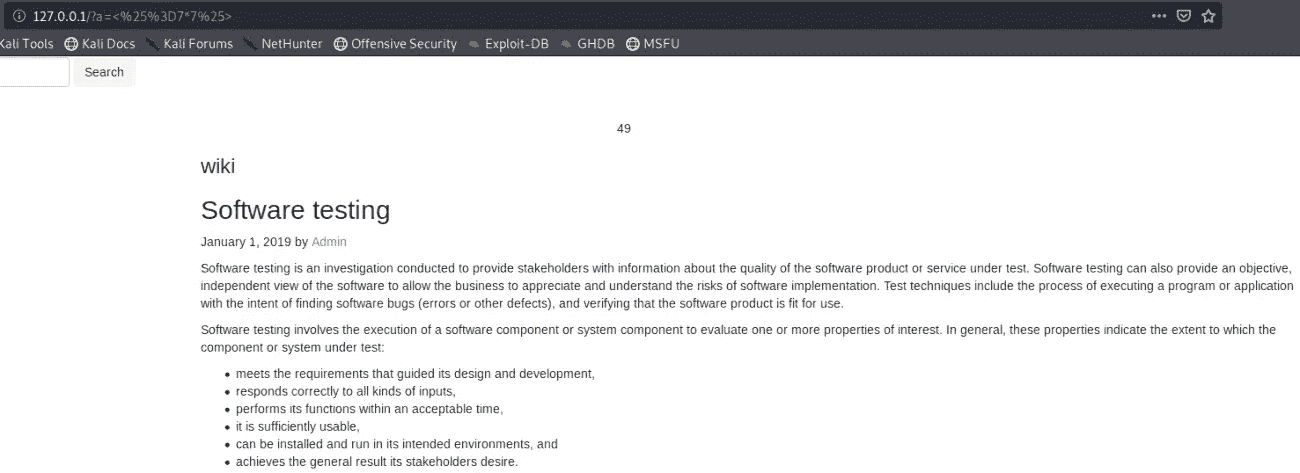 127.0.0.1/?a=<%25%3D7*7%25>
Kali Tools Kali Docs Kali Forums NetHunter Offensive Security Exploit-DB GHDB MSFU
Search
49
wiki
Software testing
January 1, 2019 by Admin
Software testing is an investigation conducted to provide stakeholders with information about the quality of the software product or service under test. Software testing can also provide an objective,
independent view of the software to allow the business to appreciate and understand the risks of software implementation. Test techniques include the process of executing a program or application
with the intent of finding software bugs (errors or other defects), and verifying that the software product is fit for use.
Software testing involves the execution of a software component or system component to evaluate one or more properties of interest. In general, these properties indicate the extent to which the
component or system under test:
• meets the requirements that guided its design and development,
• responds correctly to all kinds of inputs,
• performs its functions within an acceptable time,
• it is sufficiently usable,
• can be installed and run in its intended environments, and
• achieves the general result its stakeholders desire.